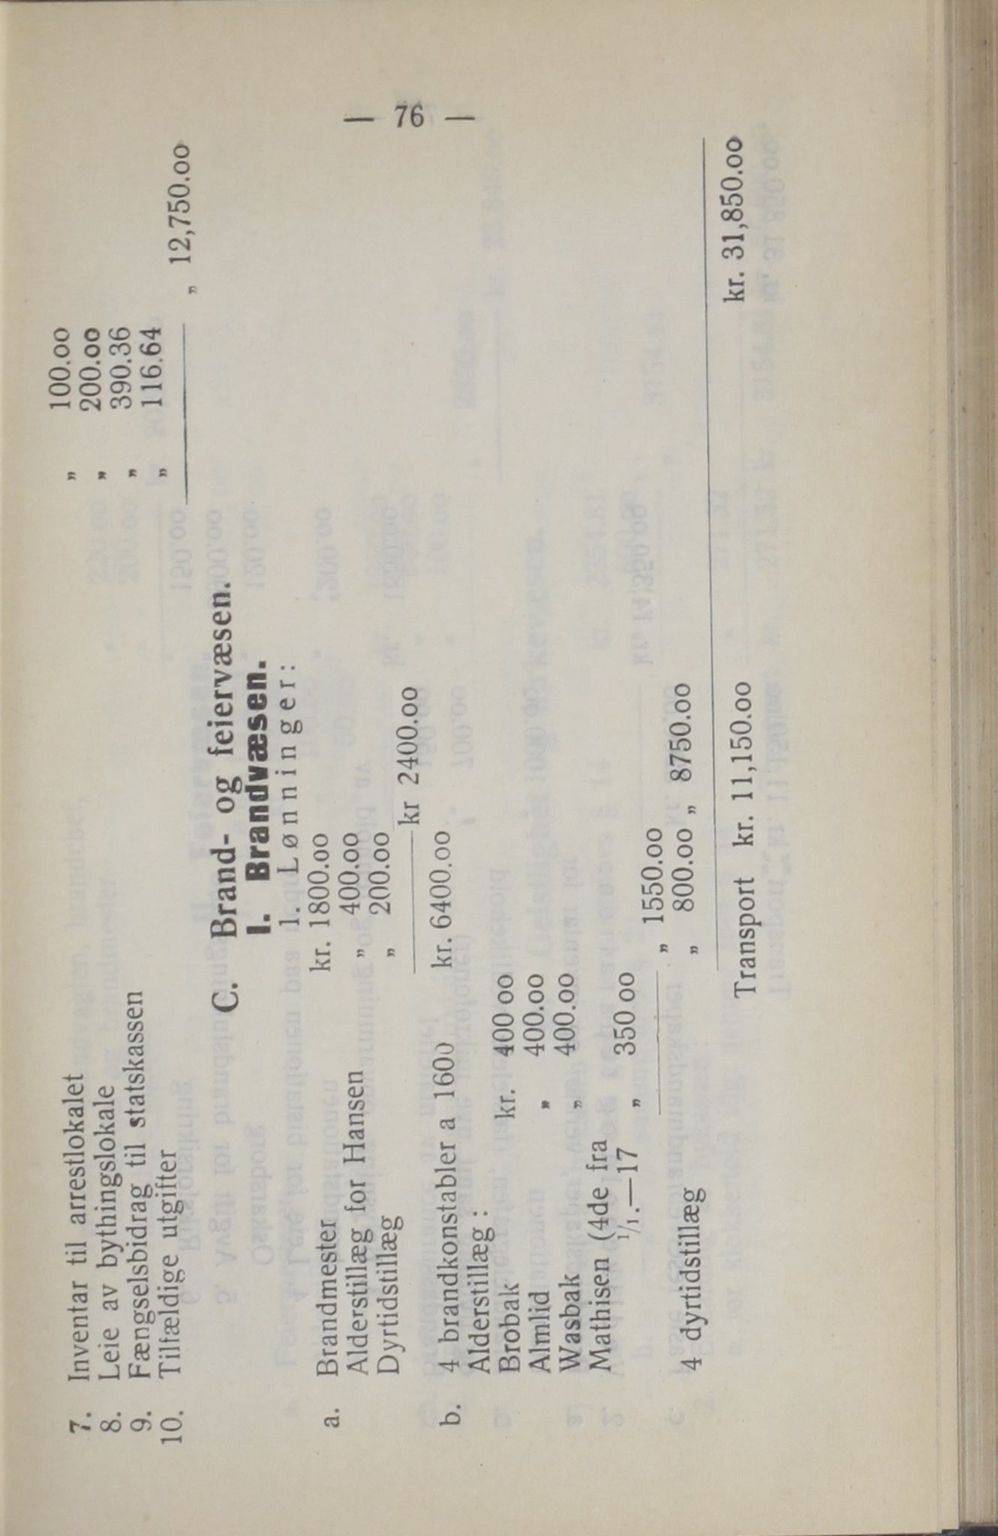 — 76 —
7. Inventar til arrestlokalet „ 100.00
8. Leie av bythingslokale „ 200.00
9. Fængselsbidrag til statskassen „ 390.36
10. Tilfældige utgifter „ 116.64
„ 12,750.00
C. Brand- og feiervæsen.
I. Brandvæsen.
1. Lønninger:
a. Brandmester kr. 1800.00
Alderstillæg for Hansen „ 400.00
Dyrtidstillæg „ 200.00
kr 2400.00
b. 4 brandkonstabler a 1600 kr. 6400.00
Alderstillæg :
Brobak kr. 400 00
Almlid „ 400.00
Wasbak „ 400.00
Mathisen (4de fra
¹/₁.—17 „ 350 00
„ 1550.00
4 dyrtidstillæg „ 800.00 „ 8750.00
Transport kr. 11,150.00 kr. 31,850.00